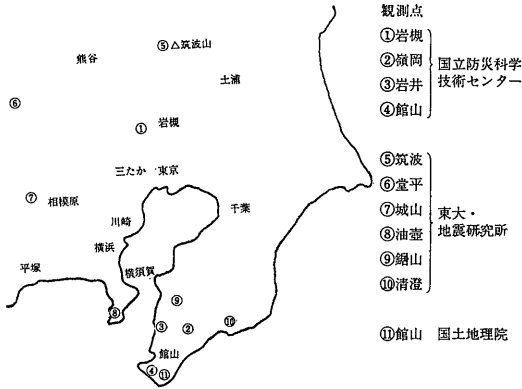 熊谷
⑤△筑波山
土浦
⑥
①
岩槻
三たか
東京
⑦
相模原
川崎
千葉
横浜
平塚
横須賀
⑧
⑨
③
②
⑩
館山
④
⑪
観測点
①岩槻
②嶺岡
③岩井
④館山
国立防災科学
技術センター
⑤筑波
⑥堂平
⑦城山
⑧油壺
⑨鋸山
⑩清澄
東大・
地震研究所
⑪館山 国土地理院